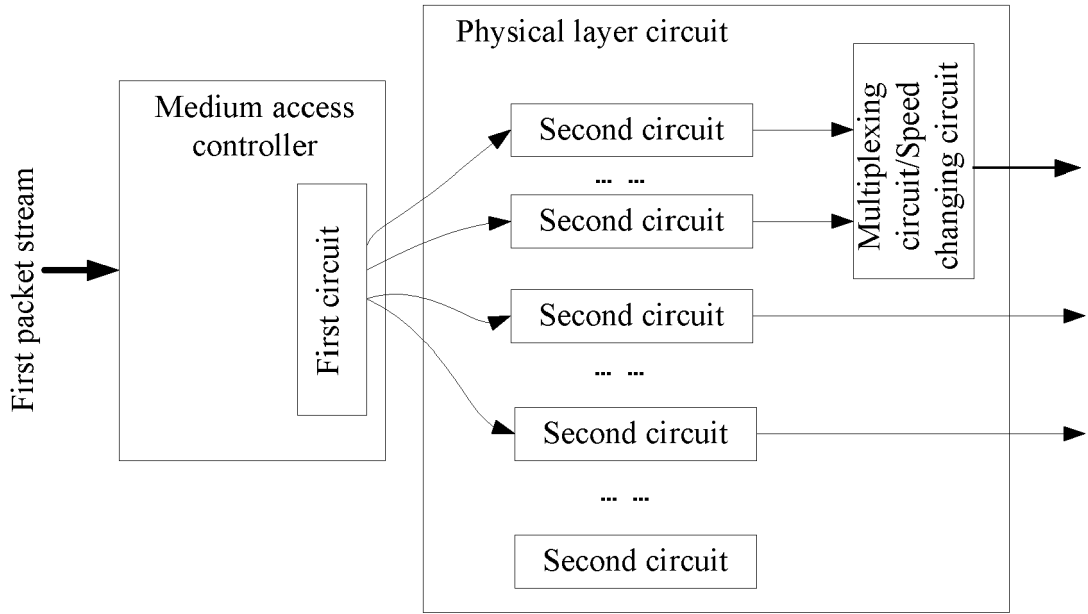 Physical layer circuit
Medium access
controller
First packet stream
First circuit
Second circuit
... ...
Second circuit
Second circuit
... ...
Second circuit
... ...
Second circuit
Multiplexing
circuit/Speed
changing circuit